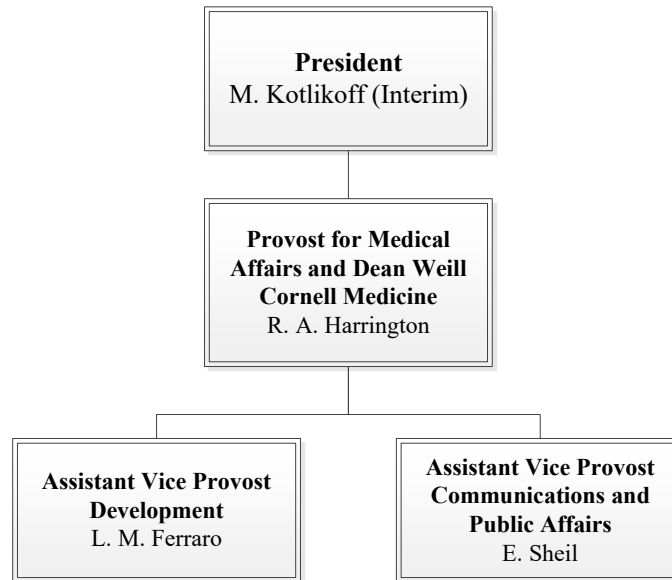 President
M. Kotlikoff (Interim)
Provost for Medical
Affairs and Dean Weill
Cornell Medicine
R. A. Harrington
Assistant Vice Provost
Development
L. M. Ferraro
Assistant Vice Provost
Communications and
Public Affairs
E. Sheil